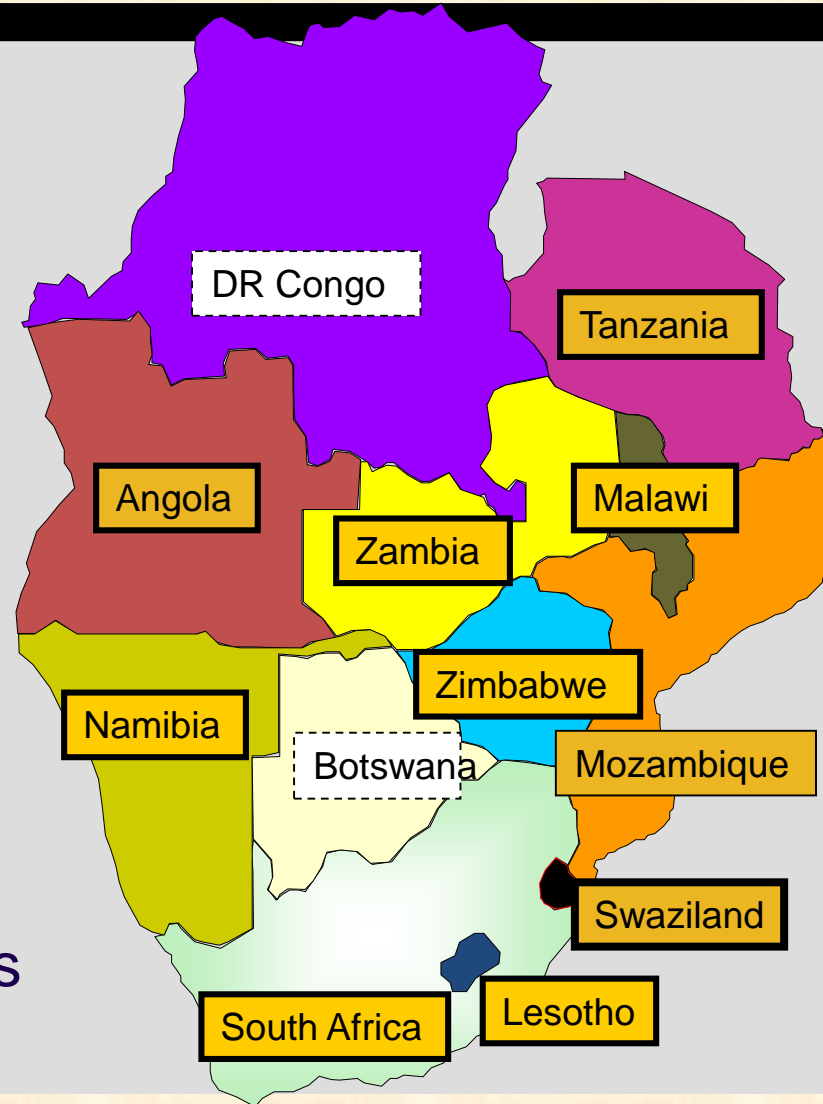 DR Congo
Tanzania
Angola
Malawi
Zambia
Zimbabwe
Namibia
Botswana
Mozambique
Swaziland
s
South Africa
Lesotho